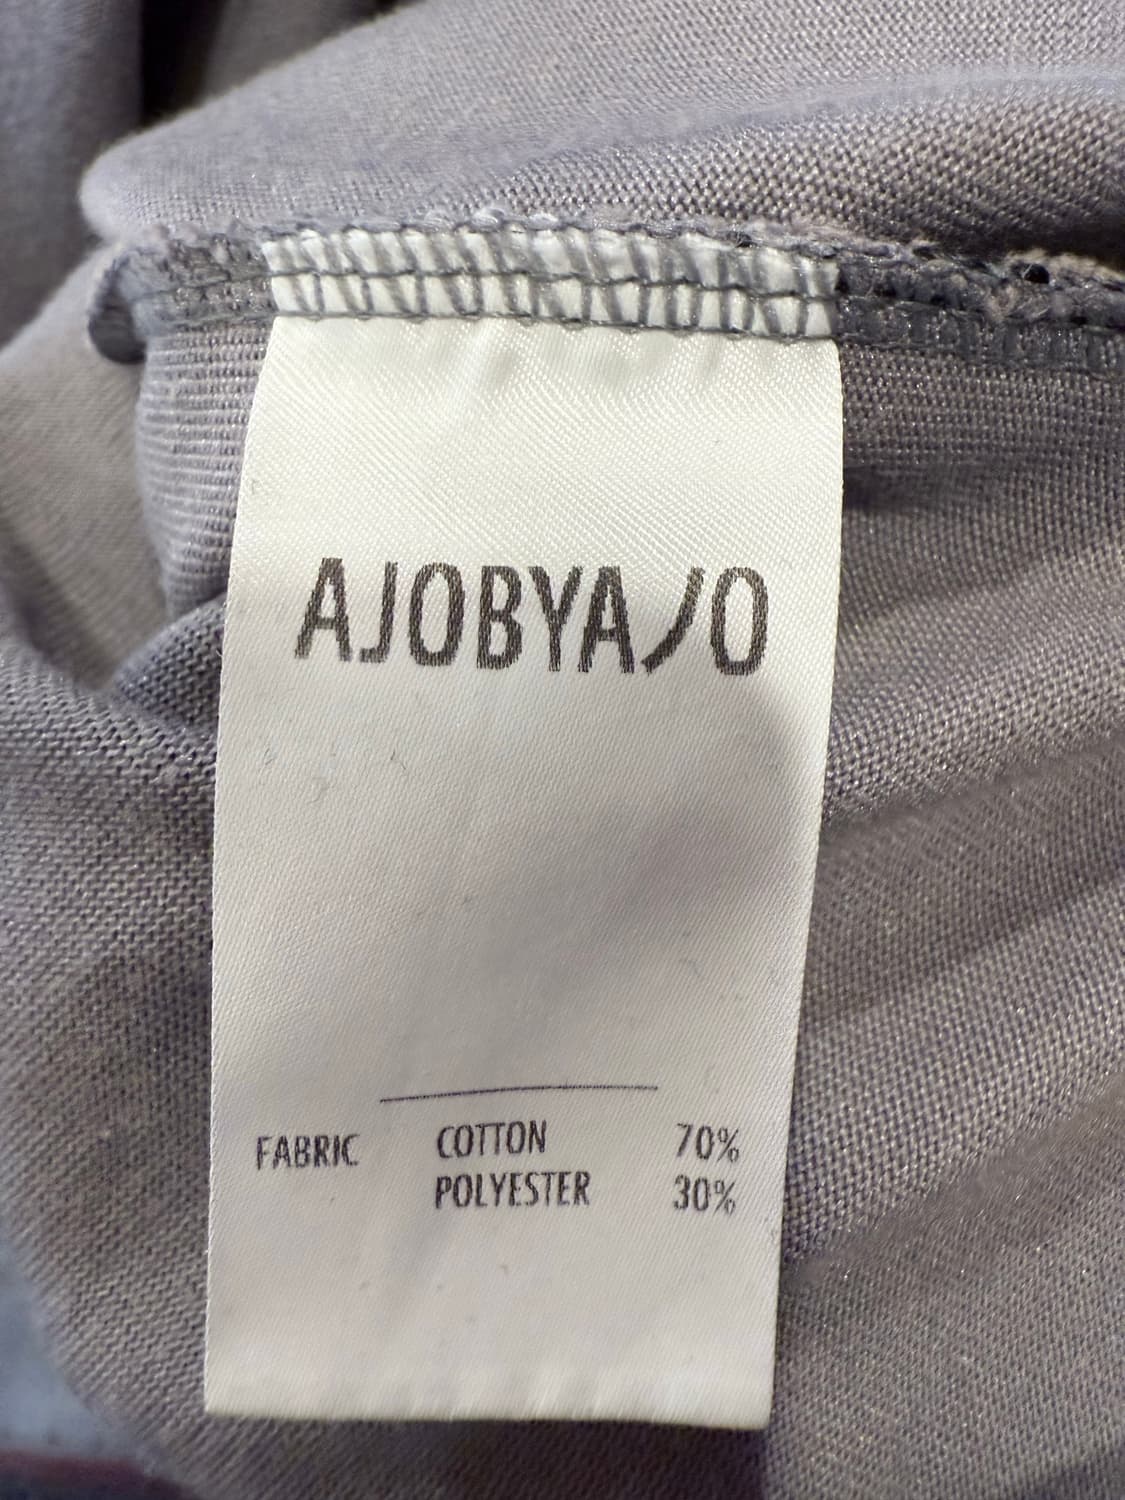 AJOBYAJO
FABRIC COTTON 70%
POLYESTER 30%